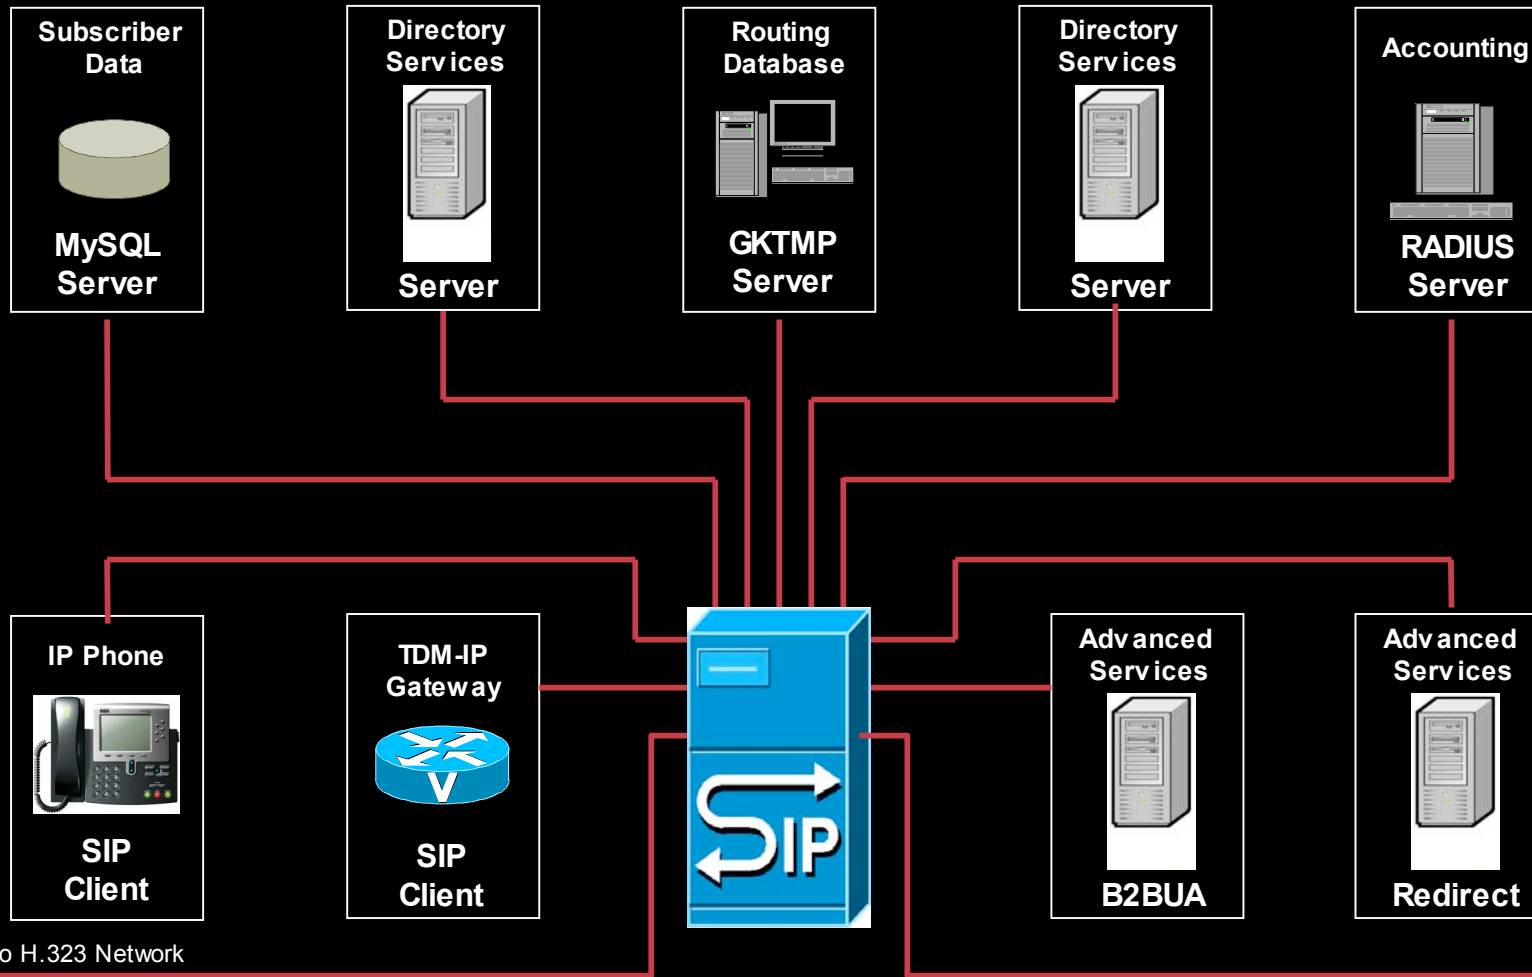 Subscriber
Data
MySQL
Server
Directory
Services
Server
Routing
Database
GKTMP
Server
Directory
Services
Server
Accounting
RADIUS
Server
IP Phone
SIP
Client
TDM-IP
Gateway
V
SIP
Client
SIP
Advanced
Services
B2BUA
Advanced
Services
Redirect
o H.323 Network